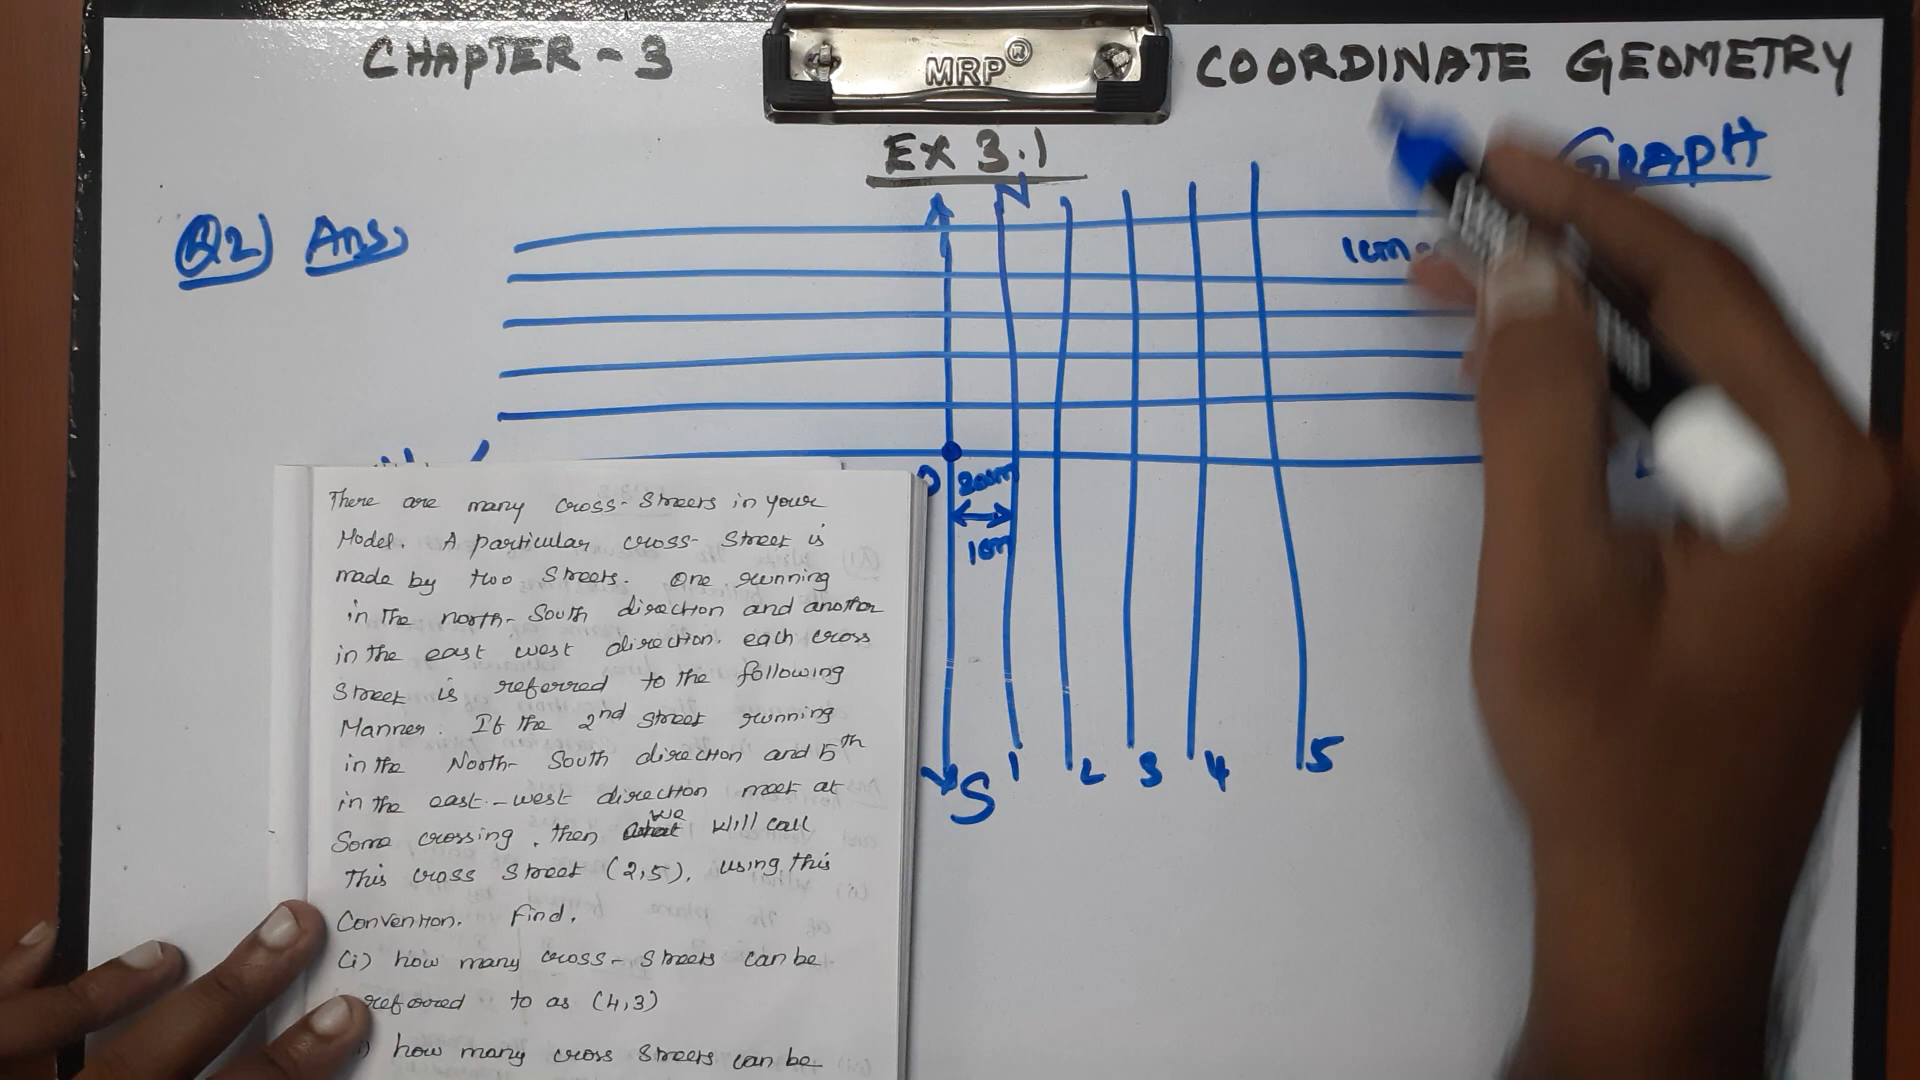 CHAPTER - 3
MRP®
COORDINATE GEOMETRY
EX 3.1
GRAPH
Q2) Ans,
N
1cm =
200m
1cm
S
1
2
3
4
5
There are many cross-Streets in your
Model. A particular cross-Street is
made by two Streets. One running
in the north-South direction and another
in the east west direction. each cross
Street is referred to the following
Manner. If the 2nd Street running
in the North-South direction and 5th
in the east-west direction meet at
Some crossing, then we will call
This cross Street (2,5), using this
Convention. Find.
(i) how many cross-Streets can be
referred to as (4,3)
how many cross Streets can be